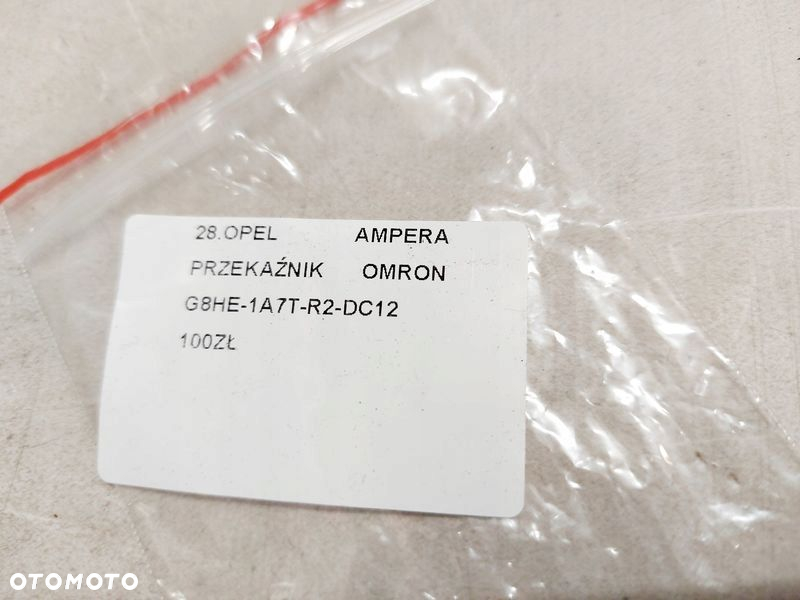 28.OPEL AMPERA
PRZEKAŹNIK OMRON
G8HE-1A7T-R2-DC12
100ZŁ
OTOMOTO